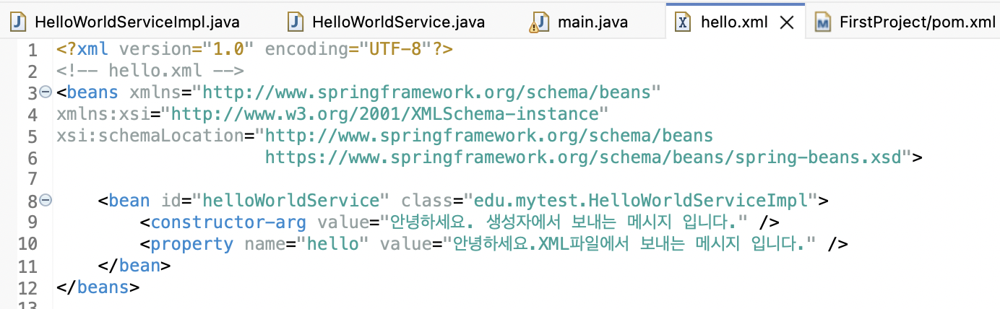 HelloWorldServiceImpl.java HelloWorldService.java main.java hello.xml FirstProject/pom.xml
1 <?xml version="1.0" encoding="UTF-8"?>
2 <!-- hello.xml -->
3 <beans xmlns="http://www.springframework.org/schema/beans"
4 xmlns:xsi="http://www.w3.org/2001/XMLSchema-instance"
5 xsi:schemaLocation="http://www.springframework.org/schema/beans
6 https://www.springframework.org/schema/beans/spring-beans.xsd">
7
8 <bean id="helloWorldService" class="edu.mytest.HelloWorldServiceImpl">
9 <constructor-arg value="안녕하세요. 생성자에서 보내는 메시지 입니다." />
10 <property name="hello" value="안녕하세요.XML파일에서 보내는 메시지 입니다." />
11 </bean>
12 </beans>
13